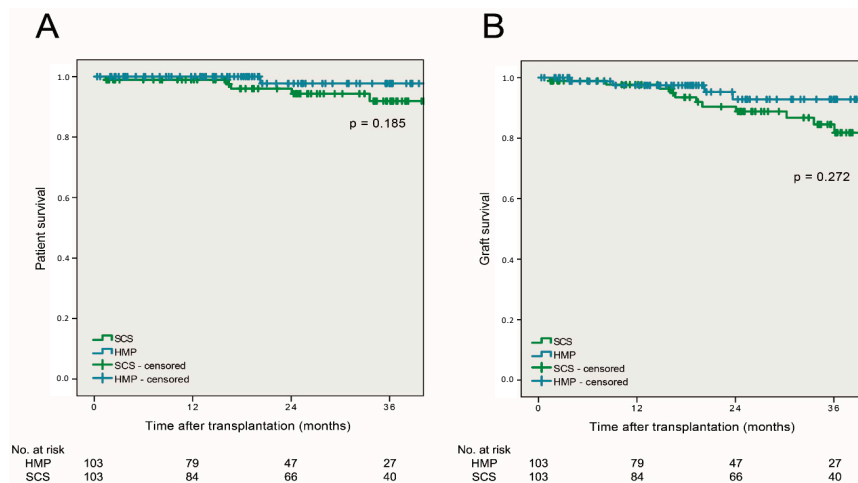 A
1.0
0.8
0.6
0.4
0.2
0.0
Patient survival
p = 0.185
SCS
HMP
SCS - censored
HMP - censored
0 12 24 36
Time after transplantation (months)
No. at risk
HMP 103 79 47 27
SCS 103 84 66 40
B
1.0
0.8
0.6
0.4
0.2
0.0
Graft survival
p = 0.272
SCS
HMP
SCS - censored
HMP - censored
0 12 24 36
Time after transplantation (months)
No. at risk
HMP 103 79 47 27
SCS 103 84 66 40